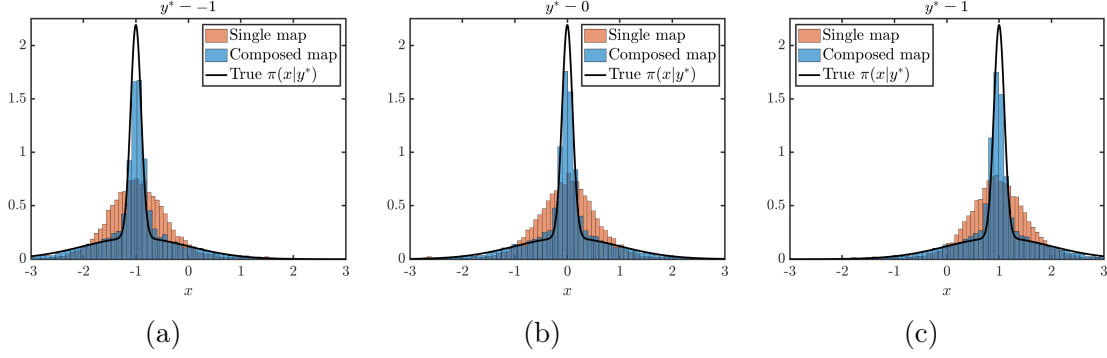 y* − −1
Single map
Composed map
True π(x|y*)
2
1.5
1
0.5
0
-3 -2 -1 0 1 2 3
x
(a)
y* − 0
Single map
Composed map
True π(x|y*)
2
1.5
1
0.5
0
-3 -2 -1 0 1 2 3
x
(b)
y* − 1
Single map
Composed map
True π(x|y*)
2
1.5
1
0.5
0
-3 -2 -1 0 1 2 3
x
(c)